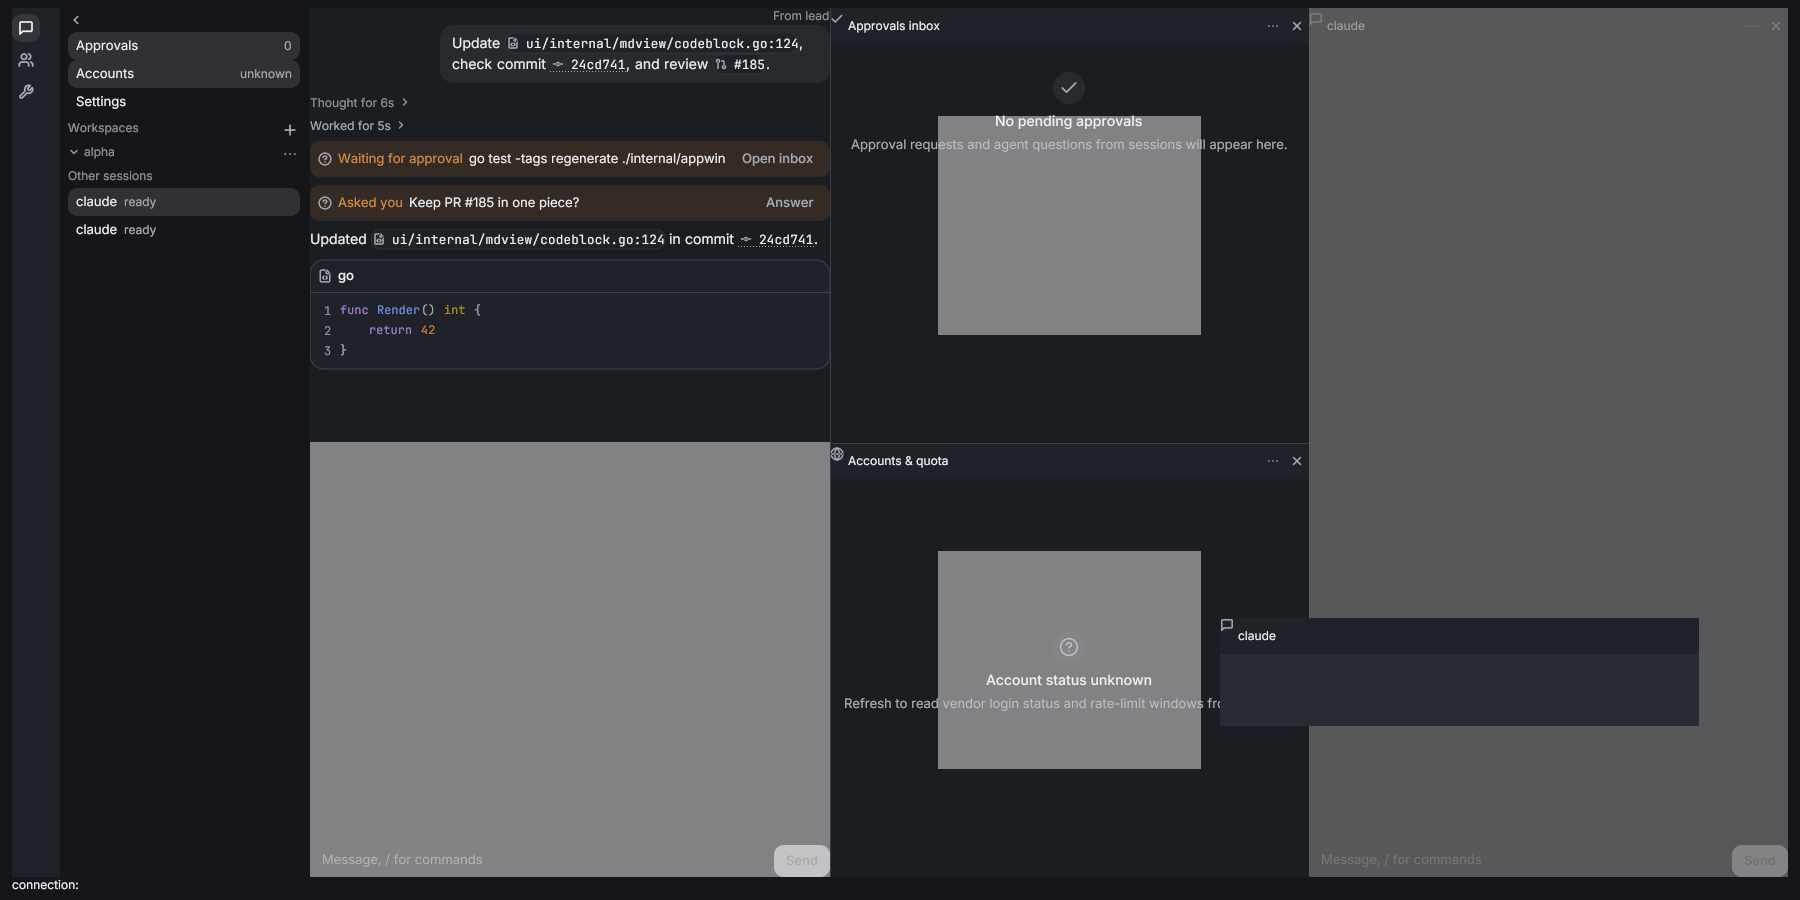 Approvals 0
Accounts unknown
Settings
Workspaces
alpha
Other sessions
claude ready
claude ready
From lead
Update ui/internal/mdview/codeblock.go:124,
check commit 24cd741, and review #185.
Thought for 6s
Worked for 5s
Waiting for approval go test -tags regenerate ./internal/appwin Open inbox
Asked you Keep PR #185 in one piece? Answer
Updated ui/internal/mdview/codeblock.go:124 in commit 24cd741.
go
1 func Render() int {
2 return 42
3 }
Message, / for commands Send
Approvals inbox
No pending approvals
Approval requests and agent questions from sessions will appear here.
Accounts & quota
Account status unknown
Refresh to read vendor login status and rate-limit windows
claude
claude
Message, / for commands Send
connection: